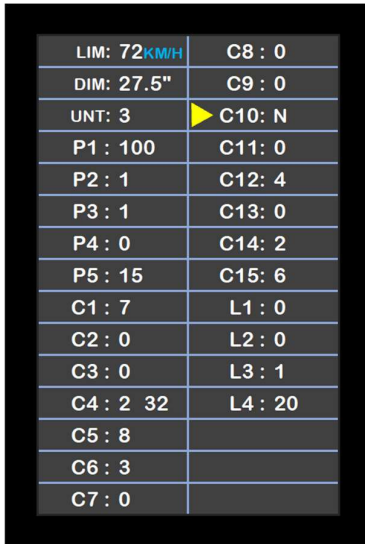 LIM: 72KM/H
DIM: 27.5"
UNT: 3
P1 : 100
P2 : 1
P3 : 1
P4 : 0
P5 : 15
C1 : 7
C2 : 0
C3 : 0
C4 : 2 32
C5 : 8
C6 : 3
C7 : 0
C8 : 0
C9 : 0
C10: N
C11: 0
C12: 4
C13: 0
C14: 2
C15: 6
L1 : 0
L2 : 0
L3 : 1
L4 : 20